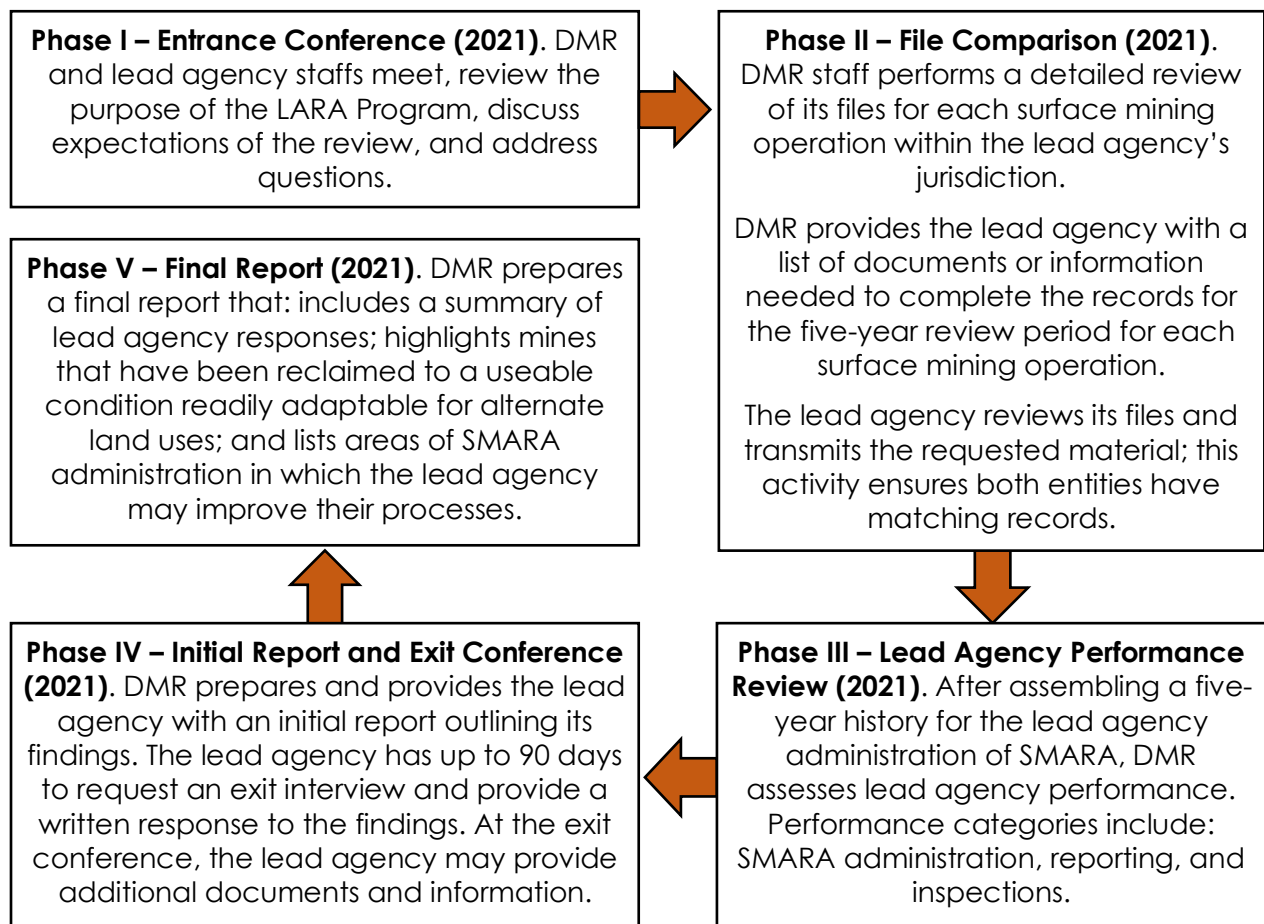 Phase I – Entrance Conference (2021). DMR
and lead agency staffs meet, review the
purpose of the LARA Program, discuss
expectations of the review, and address
questions.
Phase II – File Comparison (2021).
DMR staff performs a detailed review
of its files for each surface mining
operation within the lead agency’s
jurisdiction.
DMR provides the lead agency with a
list of documents or information
needed to complete the records for
the five-year review period for each
surface mining operation.
The lead agency reviews its files and
transmits the requested material; this
activity ensures both entities have
matching records.
Phase III – Lead Agency Performance
Review (2021). After assembling a five-
year history for the lead agency
administration of SMARA, DMR
assesses lead agency performance.
Performance categories include:
SMARA administration, reporting, and
inspections.
Phase IV – Initial Report and Exit Conference
(2021). DMR prepares and provides the lead
agency with an initial report outlining its
findings. The lead agency has up to 90 days
to request an exit interview and provide a
written response to the findings. At the exit
conference, the lead agency may provide
additional documents and information.
Phase V – Final Report (2021). DMR prepares
a final report that: includes a summary of
lead agency responses; highlights mines
that have been reclaimed to a useable
condition readily adaptable for alternate
land uses; and lists areas of SMARA
administration in which the lead agency
may improve their processes.